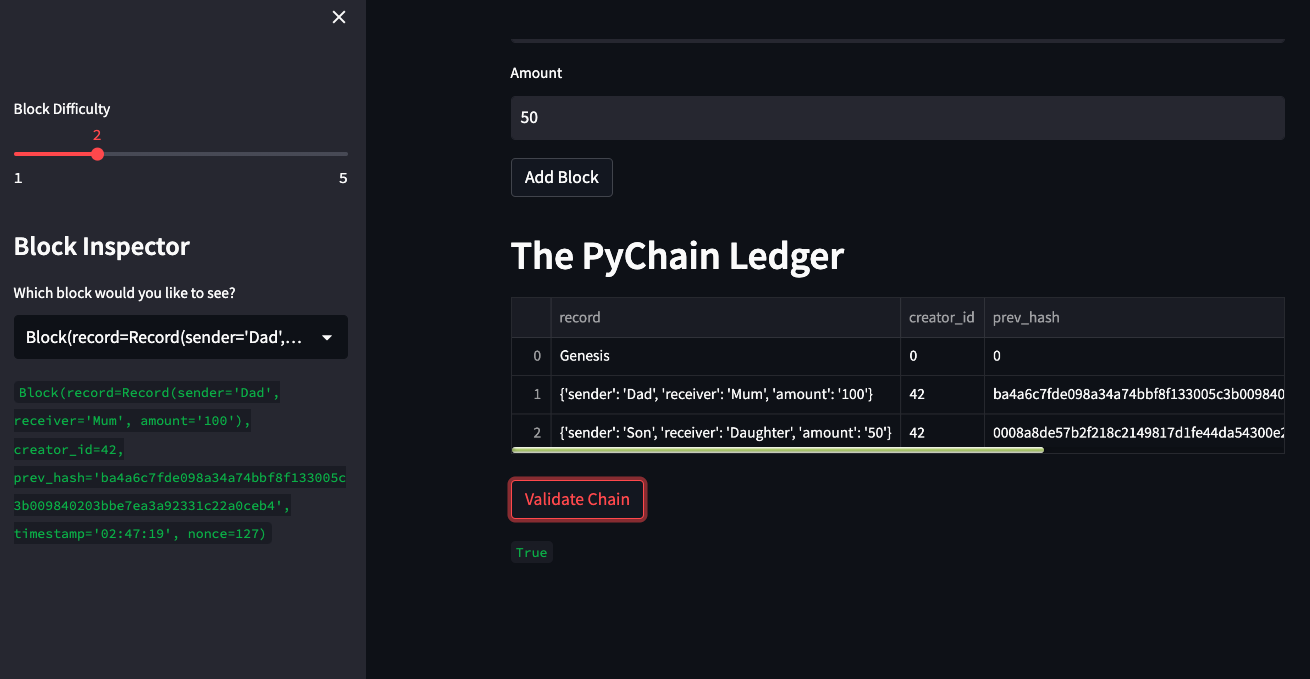 Block Difficulty
2
1 5
Block Inspector
Which block would you like to see?
Block(record=Record(sender='Dad',...
Block(record=Record(sender='Dad',
receiver='Mum', amount='100'),
creator_id=42,
prev_hash='ba4a6c7fde098a34a74bbf8f133005c
3b009840203bbe7ea3a92331c22a0ceb4',
timestamp='02:47:19', nonce=127)
Amount
50
Add Block
The PyChain Ledger
record creator_id prev_hash
0 Genesis 0 0
1 {'sender': 'Dad', 'receiver': 'Mum', 'amount': '100'} 42 ba4a6c7fde098a34a74bbf8f133005c3b009840
2 {'sender': 'Son', 'receiver': 'Daughter', 'amount': '50'} 42 0008a8de57b2f218c2149817d1fe44da54300e2
Validate Chain
True